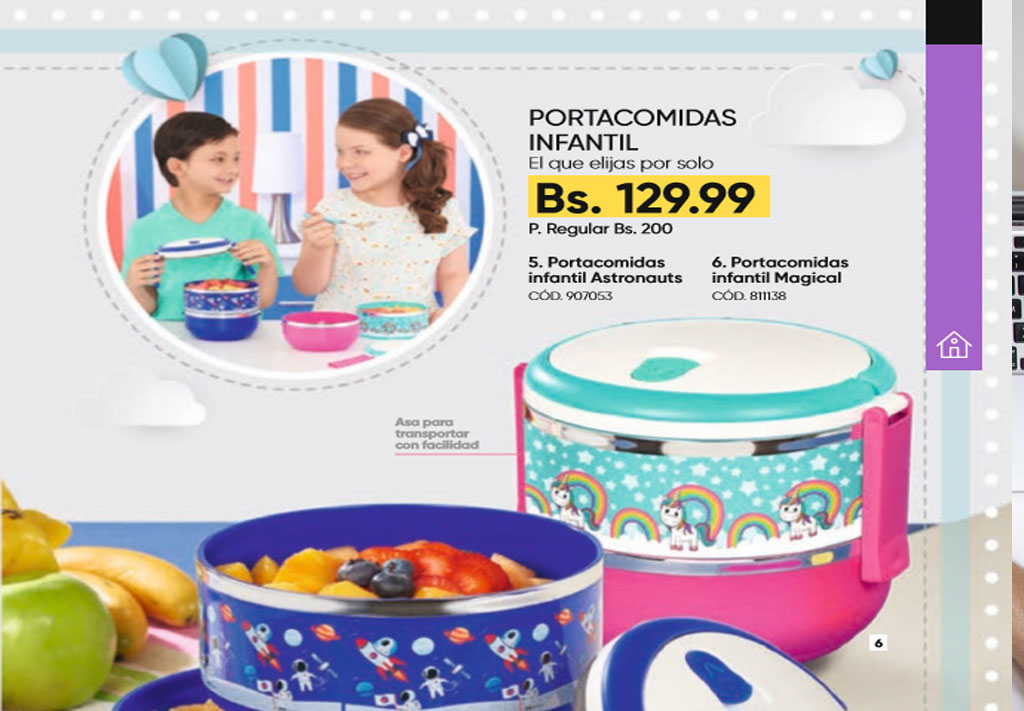 PORTACOMIDAS
INFANTIL
El que elijas por solo
Bs. 129.99
P. Regular Bs. 200
5. Portacomidas
infantil Astronauts
CÓD. 907053
6. Portacomidas
infantil Magical
CÓD. 811138
Asa para
transportar
con facilidad
6